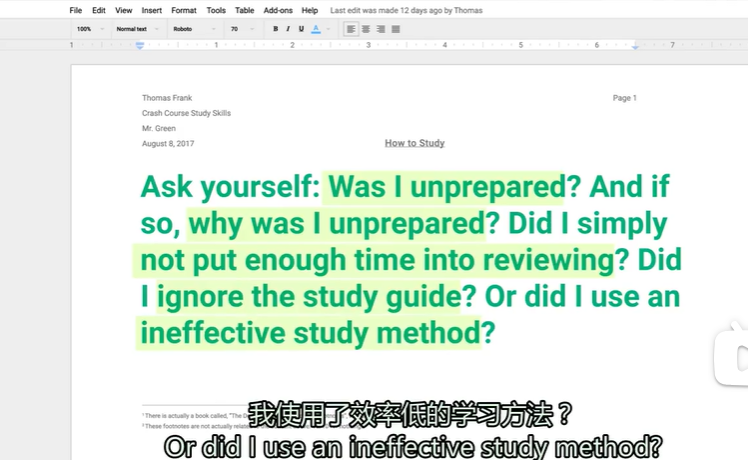 File Edit View Insert Format Tools Table Add-ons Help Last edit was made 12 days ago by Thomas
100% Normal text Roboto 70 B I U A
1 1 2 3 4 5 6 7
Thomas Frank Page 1
Crash Course Study Skills
Mr. Green
August 8, 2017 How to Study
Ask yourself: Was I unprepared? And if
so, why was I unprepared? Did I simply
not put enough time into reviewing? Did
I ignore the study guide? Or did I use an
ineffective study method?
1 There is actually a book called, "The
2 These footnotes are not actually
我使用了效率低的学习方法？
Or did I use an ineffective study method?